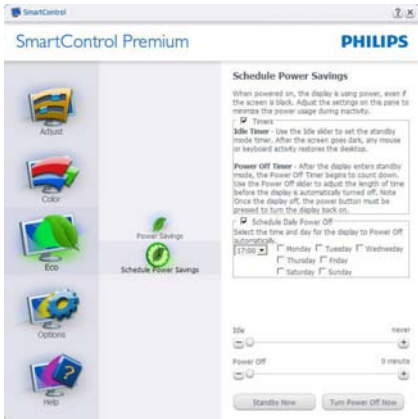 SmartControl
SmartControl Premium
PHILIPS
Adjust
Color
Eco
Options
Help
Power Savings
Schedule Power Savings
Schedule Power Savings
When powered on, the display is using power, even if
the screen is black. Adjust the settings on this pane to
minimize the power usage during inactivity.
Timers
Idle Timer - Use the Idle slider to set the standby
mode timer. After the screen goes dark, any mouse
or keyboard activity restores the desktop.
Power Off Timer - After the display enters standby
mode, the Power Off Timer begins to count down.
Use the Power Off slider to adjust the length of time
before the display is automatically turned off. Note
Once the display off, the power button must be
pressed to turn the display back on.
Schedule Daily Power Off
Select the time and day for the display to Power Off
automatically.
17:00 Monday Tuesday Wednesday
Thursday Friday
Saturday Sunday
Idle never
Power Off 0 minute
Standby Now Turn Power Off Now